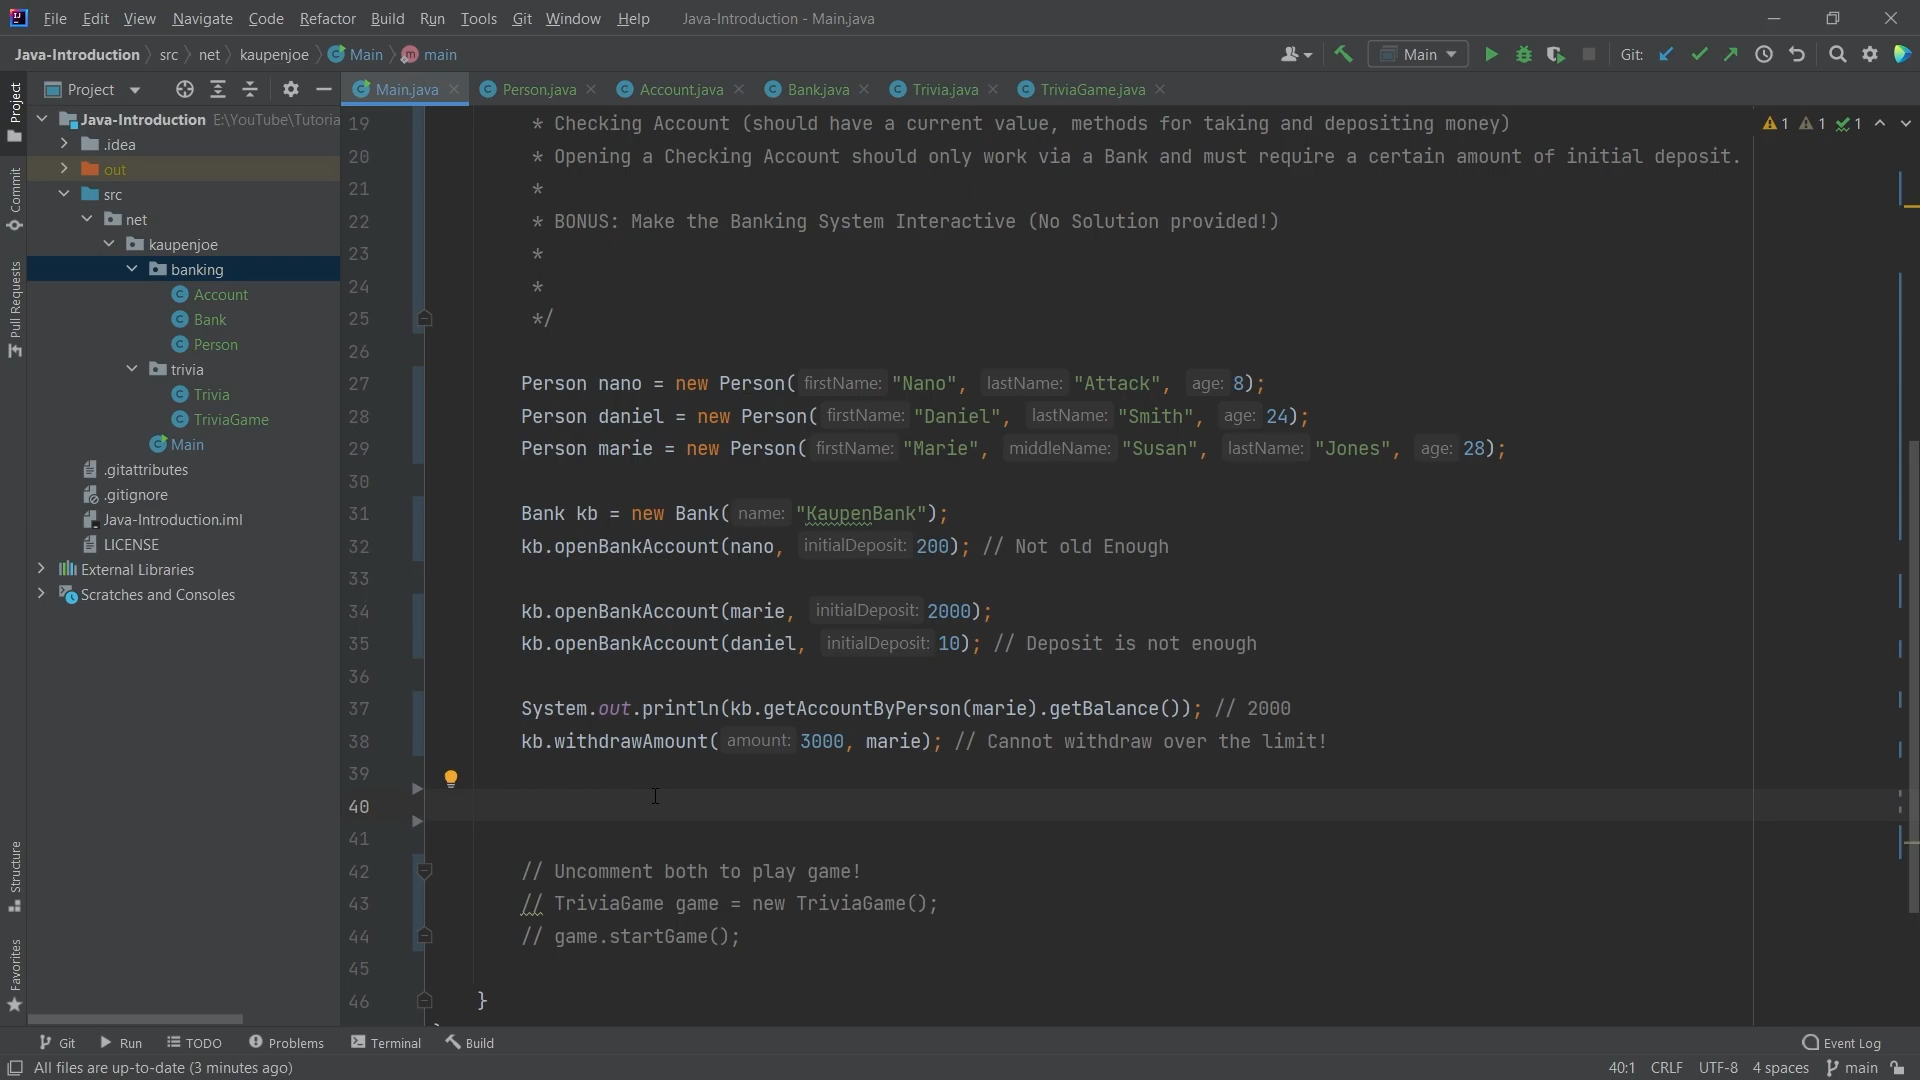 File Edit View Navigate Code Refactor Build Run Tools Git Window Help Java-Introduction - Main.java
Java-Introduction src net kaupenjoe Main main Main Git:
Project Main.java Person.java Account.java Bank.java Trivia.java TriviaGame.java
Project
Commit
Pull Requests
Structure
Favorites
Java-Introduction E:\YouTube\Tutoria
.idea
out
src
net
kaupenjoe
banking
Account
Bank
Person
trivia
Trivia
TriviaGame
Main
.gitattributes
.gitignore
Java-Introduction.iml
LICENSE
External Libraries
Scratches and Consoles
1 1 1
19 * Checking Account (should have a current value, methods for taking and depositing money)
20 * Opening a Checking Account should only work via a Bank and must require a certain amount of initial deposit.
21 *
22 * BONUS: Make the Banking System Interactive (No Solution provided!)
23 *
24 *
25 */
26
27 Person nano = new Person( firstName: "Nano", lastName: "Attack", age: 8);
28 Person daniel = new Person( firstName: "Daniel", lastName: "Smith", age: 24);
29 Person marie = new Person( firstName: "Marie", middleName: "Susan", lastName: "Jones", age: 28);
30
31 Bank kb = new Bank( name: "KaupenBank");
32 kb.openBankAccount(nano, initialDeposit: 200); // Not old Enough
33
34 kb.openBankAccount(marie, initialDeposit: 2000);
35 kb.openBankAccount(daniel, initialDeposit: 10); // Deposit is not enough
36
37 System.out.println(kb.getAccountByPerson(marie).getBalance()); // 2000
38 kb.withdrawAmount( amount: 3000, marie); // Cannot withdraw over the limit!
39
40
41
42 // Uncomment both to play game!
43 // TriviaGame game = new TriviaGame();
44 // game.startGame();
45
46 }
Git Run TODO Problems Terminal Build Event Log
All files are up-to-date (3 minutes ago) 40:1 CRLF UTF-8 4 spaces main